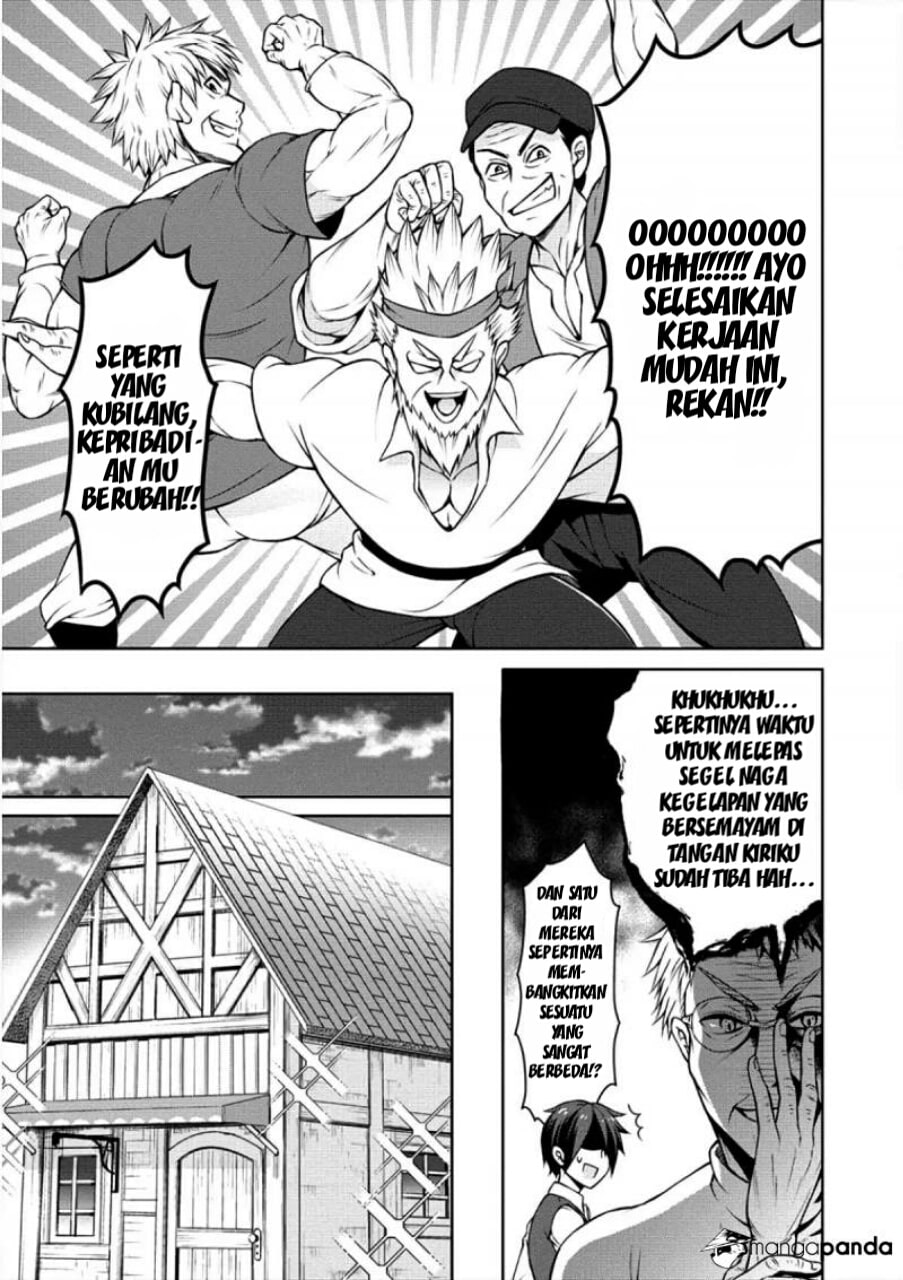 OOOOOOOOO
OHHH!!!!!! AYO
SELESAIKAN
KERJAAN
MUDAH INI,
REKAN!!
SEPERTI
YANG
KUBILANG,
KEPRIBADI-
AN MU
BERUBAH!!
KHUKHUKHU...
SEPERTINYA WAKTU
UNTUK MELEPAS
SEGEL NAGA
KEGELAPAN YANG
BERSEMAYAM DI
TANGAN KIRIKU
SUDAH TIBA HAH...
DAN SATU
DARI
MEREKA
SEPERTINYA
MEM-
BANGKITKAN
SESUATU
YANG
SANGAT
BERBEDA!?
mangapanda